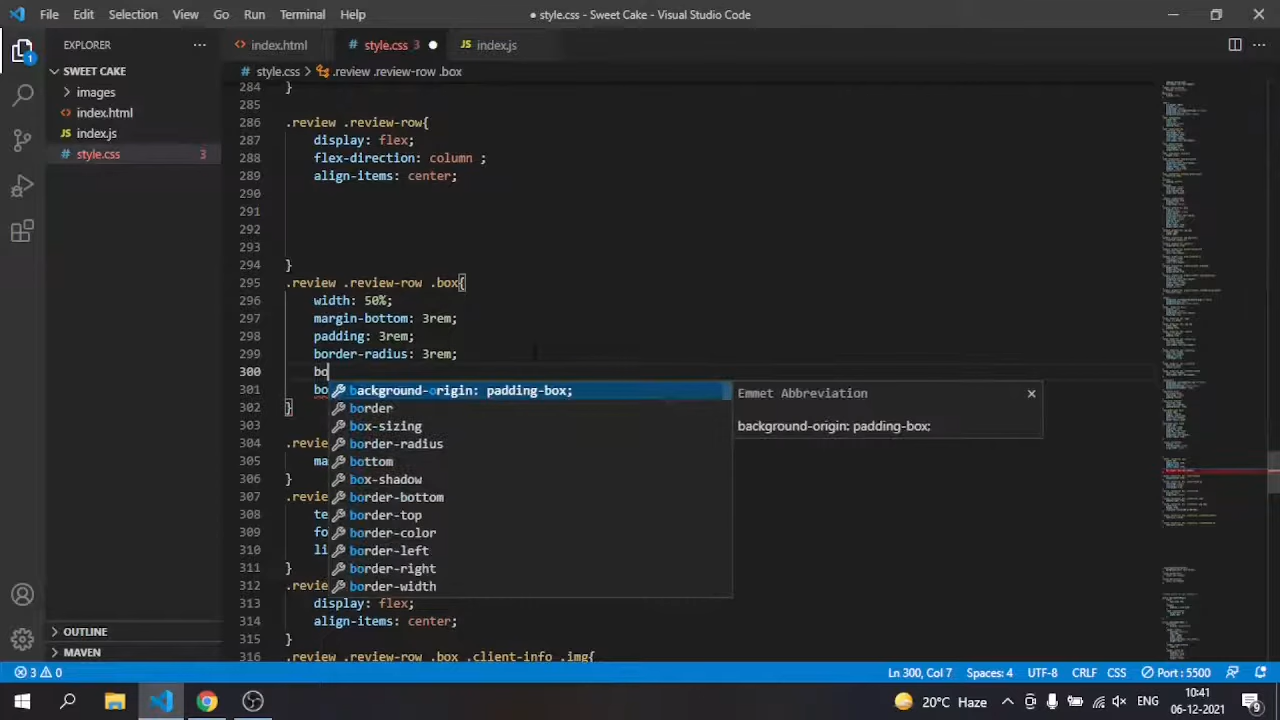 File Edit Selection View Go Run Terminal Help ● style.css - Sweet Cake - Visual Studio Code
EXPLORER ··· <> index.html # style.css 3 ● JS index.js ···
SWEET CAKE # style.css > .review .review-row .box
images
<> index.html
JS index.js
# style.css 3
284 }
285
286 .review .review-row{
287 display: flex;
288 flex-direction: column ;
289 align-items: center;
290
291
292
293
294 }
295 .review .review-row .box{
296 width: 50%;
297 margin-bottom: 3rem;
298 padding: 3rem;
299 border-radius: 3rem;
300 bo
301 bo
302 }
303
304 .re
305 ma
306 }
307 .review
308 te
309 fo
310 li
311 }
312 .revie
313 display: flex;
314 align-items: center;
315 }
316 .review .review-row .box .client-info img{
background-origin: padding-box;
border
box-sizing
border-radius
bottom
box-shadow
border-bottom
border-top
border-color
border-left
border-right
border-width
Emmet Abbreviation
background-origin: padding-box;
OUTLINE
MAVEN
1
3 0 Ln 300, Col 7 Spaces: 4 UTF-8 CRLF CSS Port : 5500
20°C Haze ENG 10:41
06-12-2021 9